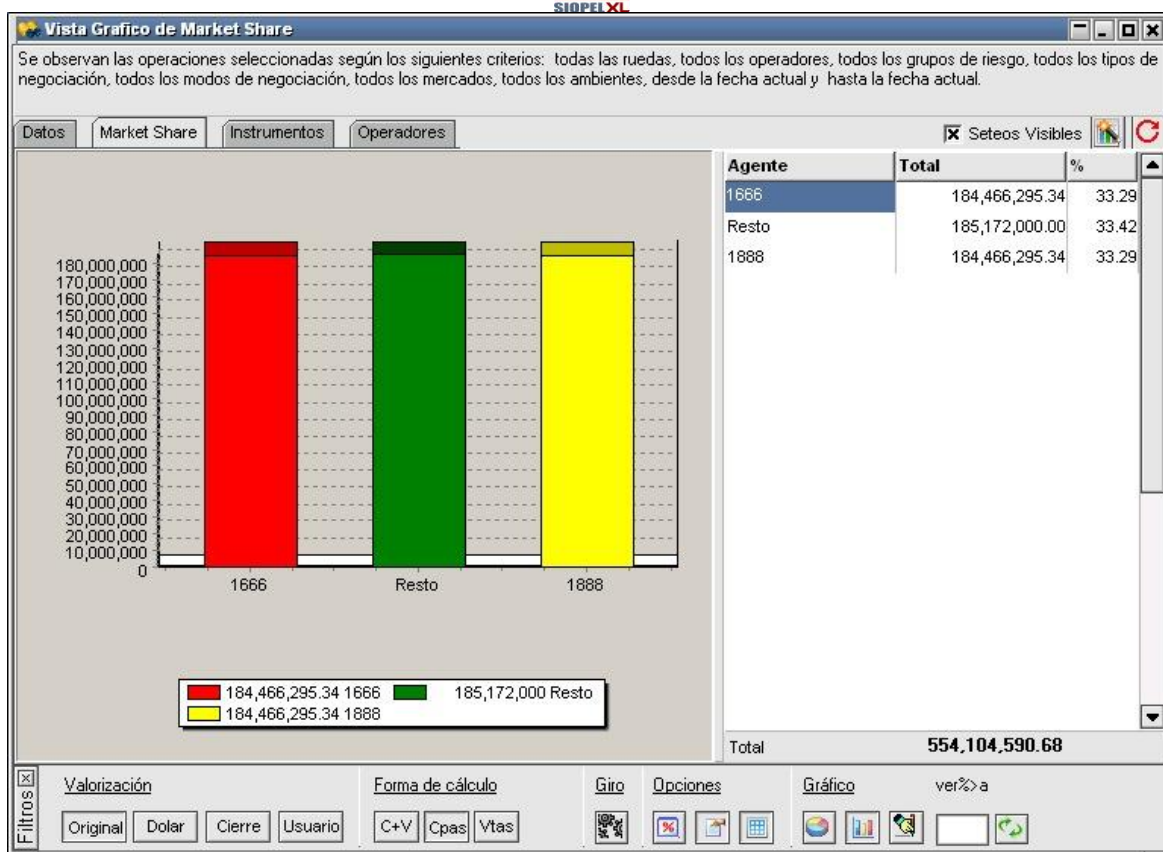 SIOPELXL
Vista Grafico de Market Share
Se observan las operaciones seleccionadas según los siguientes criterios: todas las ruedas, todos los operadores, todos los grupos de riesgo, todos los tipos de
negociación, todos los modos de negociación, todos los mercados, todos los ambientes, desde la fecha actual y hasta la fecha actual.
Datos Market Share Instrumentos Operadores Seteos Visibles
180,000,000
170,000,000
160,000,000
150,000,000
140,000,000
130,000,000
120,000,000
110,000,000
100,000,000
90,000,000
80,000,000
70,000,000
60,000,000
50,000,000
40,000,000
30,000,000
20,000,000
10,000,000
0
1666 Resto 1888
184,466,295.34 1666 185,172,000 Resto
184,466,295.34 1888
Agente Total %
1666 184,466,295.34 33.29
Resto 185,172,000.00 33.42
1888 184,466,295.34 33.29
Total 554,104,590.68
Filtros
Valorización Forma de cálculo Giro Opciones Gráfico ver%>a
Original Dolar Cierre Usuario C+V Cpas Vtas